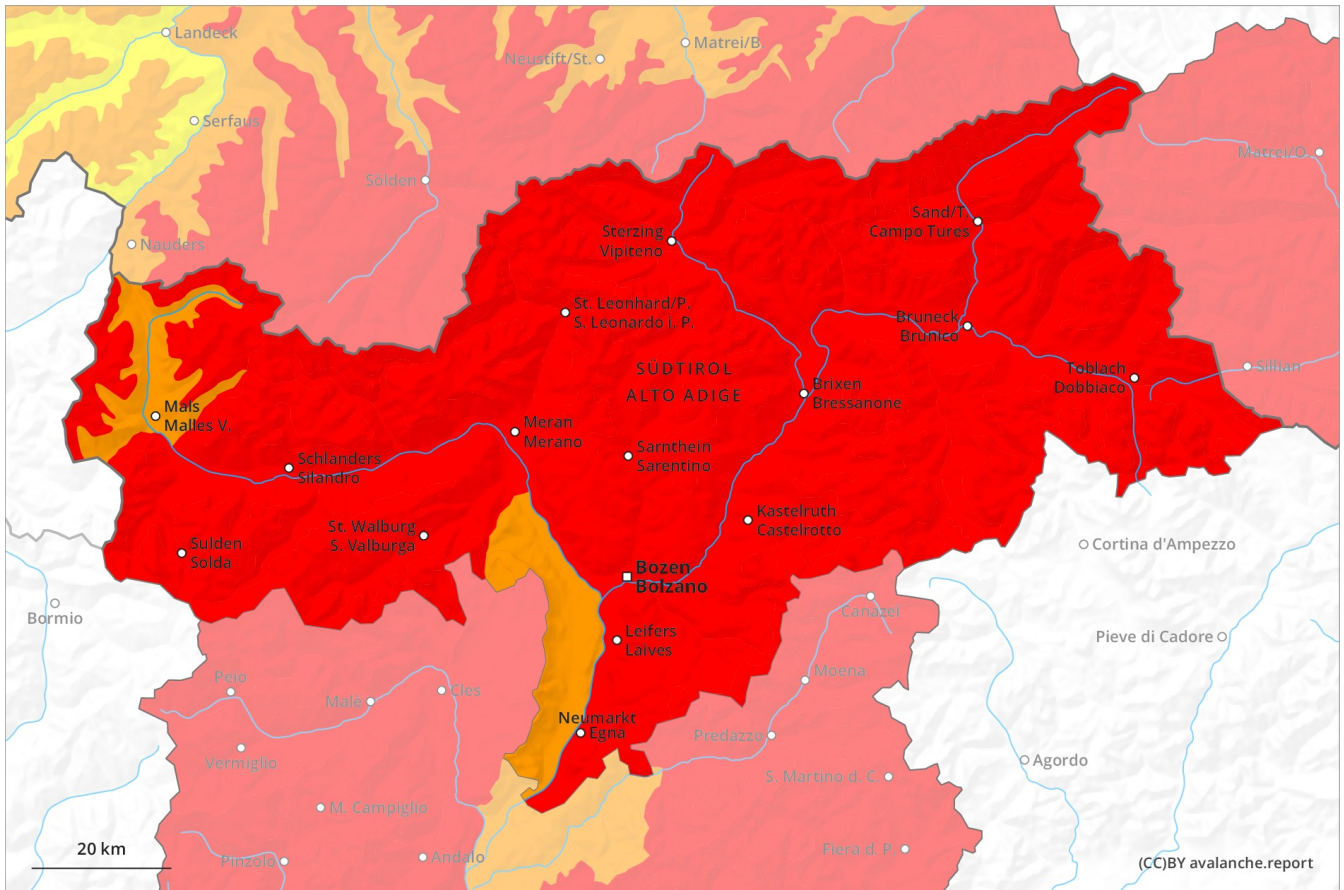 Landeck
Matrei/B.
Neustift/St.
Serfaus
Matrei/O.
Sölden
Sand/T.
Campo Tures
Sterzing
Vipiteno
Nauders
St. Leonhard/P.
S. Leonardo i. P.
Bruneck
Brunico
SÜDTIROL
ALTO ADIGE
Toblach
Dobbiaco
Sillian
Brixen
Bressanone
Mals
Malles V.
Meran
Merano
Sarnthein
Sarentino
Schlanders
Silandro
Kastelruth
Castelrotto
St. Walburg
S. Valburga
Sulden
Solda
Cortina d'Ampezzo
Bozen
Bolzano
Bormio
Canazei
Leifers
Laives
Pieve di Cadore
Moena
Peio
Cles
Male
Neumarkt
Egna
Predazzo
Vermiglio
Agordo
S. Martino d. C.
M. Campiglio
20 km
Pinzolo
Andalo
Fiera d. P.
(CC)BY avalanche.report